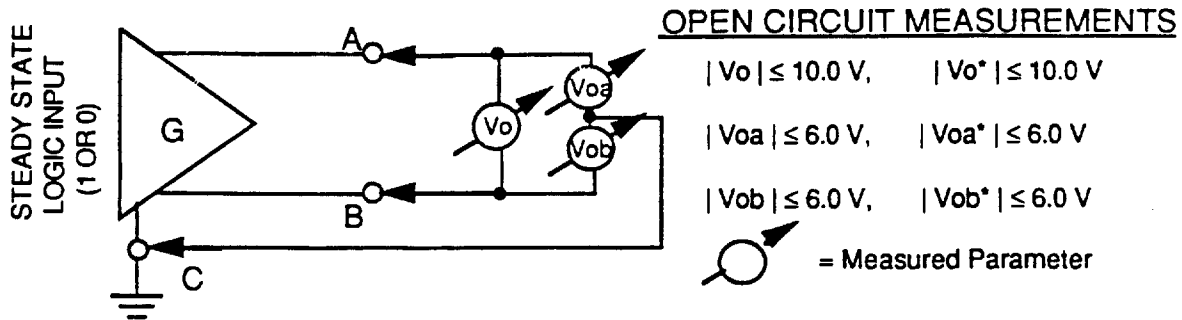 OPEN CIRCUIT MEASUREMENTS
STEADY STATE
LOGIC INPUT
(1 OR 0)
G
A
B
C
Vo
Voa
Vob
| Vo | ≤ 10.0 V, | Vo* | ≤ 10.0 V
| Voa | ≤ 6.0 V, | Voa* | ≤ 6.0 V
| Vob | ≤ 6.0 V, | Vob* | ≤ 6.0 V
= Measured Parameter